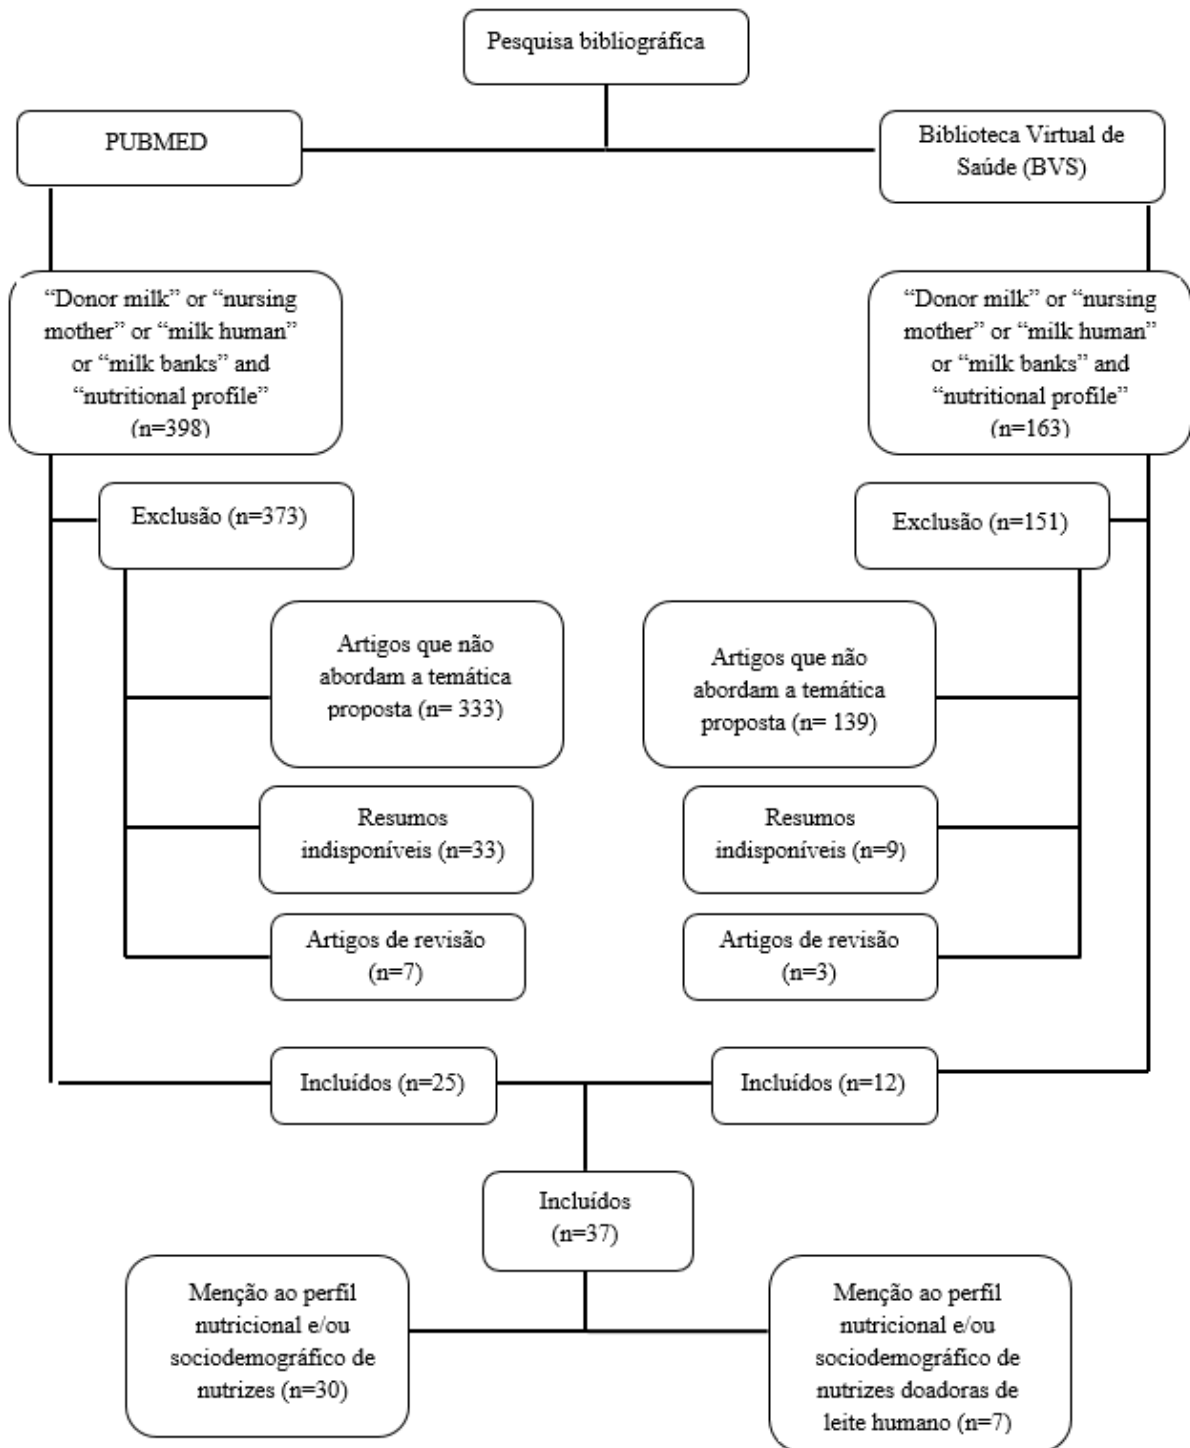 Pesquisa bibliográfica
PUBMED
Biblioteca Virtual de
Saúde (BVS)
“Donor milk” or “nursing
mother” or “milk human”
or “milk banks” and
“nutritional profile”
(n=398)
“Donor milk” or “nursing
mother” or “milk human”
or “milk banks” and
“nutritional profile”
(n=163)
Exclusão (n=373)
Exclusão (n=151)
Artigos que não
abordam a temática
proposta (n= 333)
Artigos que não
abordam a temática
proposta (n= 139)
Resumos
indisponíveis (n=33)
Resumos
indisponíveis (n=9)
Artigos de revisão
(n=7)
Artigos de revisão
(n=3)
Incluídos (n=25)
Incluídos (n=12)
Incluídos
(n=37)
Menção ao perfil
nutricional e/ou
sociodemográfico de
nutrizes (n=30)
Menção ao perfil
nutricional e/ou
sociodemográfico de
nutrizes doadoras de
leite humano (n=7)